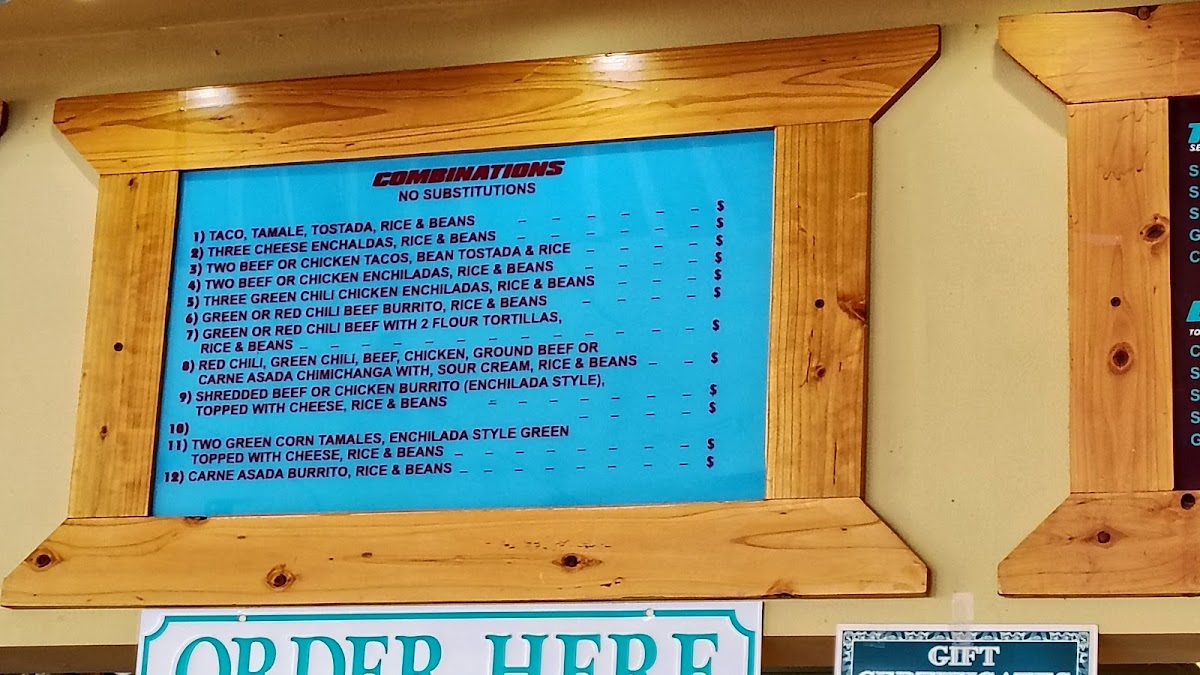 COMBINATIONS
NO SUBSTITUTIONS
1) TACO, TAMALE, TOSTADA, RICE & BEANS _ _ _ _ _ _ $
2) THREE CHEESE ENCHALDAS, RICE & BEANS _ _ _ _ _ _ $
3) TWO BEEF OR CHICKEN TACOS, BEAN TOSTADA & RICE _ _ _ _ $
4) TWO BEEF OR CHICKEN ENCHILADAS, RICE & BEANS _ _ _ _ $
5) THREE GREEN CHILI CHICKEN ENCHILADAS, RICE & BEANS _ _ _ $
6) GREEN OR RED CHILI BEEF BURRITO, RICE & BEANS _ _ _ _ $
7) GREEN OR RED CHILI BEEF WITH 2 FLOUR TORTILLAS,
RICE & BEANS _ _ _ _ _ _ _ _ _ _ _ _ $
8) RED CHILI, GREEN CHILI, BEEF, CHICKEN, GROUND BEEF OR
CARNE ASADA CHIMICHANGA WITH, SOUR CREAM, RICE & BEANS _ _ $
9) SHREDDED BEEF OR CHICKEN BURRITO (ENCHILADA STYLE),
TOPPED WITH CHEESE, RICE & BEANS _ _ _ _ _ _ $
10) _ _ _ _ $
11) TWO GREEN CORN TAMALES, ENCHILADA STYLE GREEN
TOPPED WITH CHEESE, RICE & BEANS _ _ _ _ _ _ _ $
12) CARNE ASADA BURRITO, RICE & BEANS _ _ _ _ _ _ _ $
ORDER HERE
GIFT
CERTIFICATES